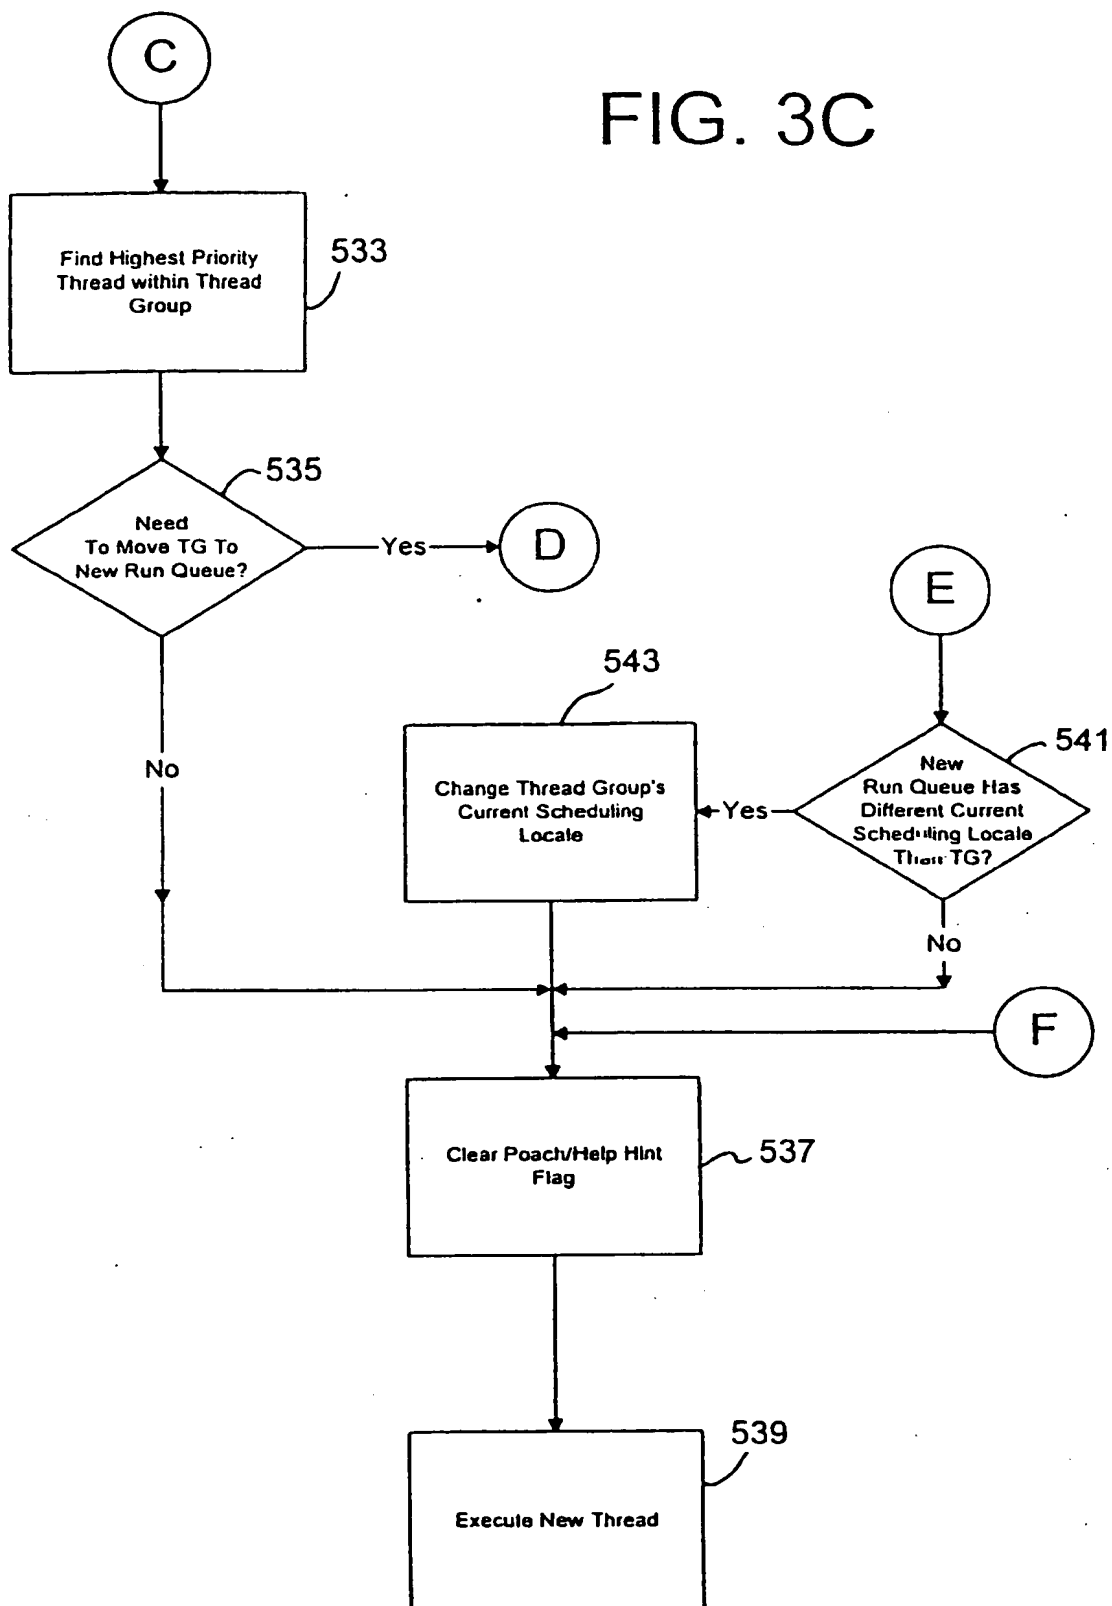 C
FIG. 3C
Find Highest Priority
Thread within Thread
Group
533
535
Need
To Move TG To
New Run Queue?
Yes
D
E
543
541
No
Change Thread Group's
Current Scheduling
Locale
Yes
New
Run Queue Has
Different Current
Scheduling Locale
Than TG?
No
F
Clear Poach/Help Hint
Flag
537
539
Execute New Thread